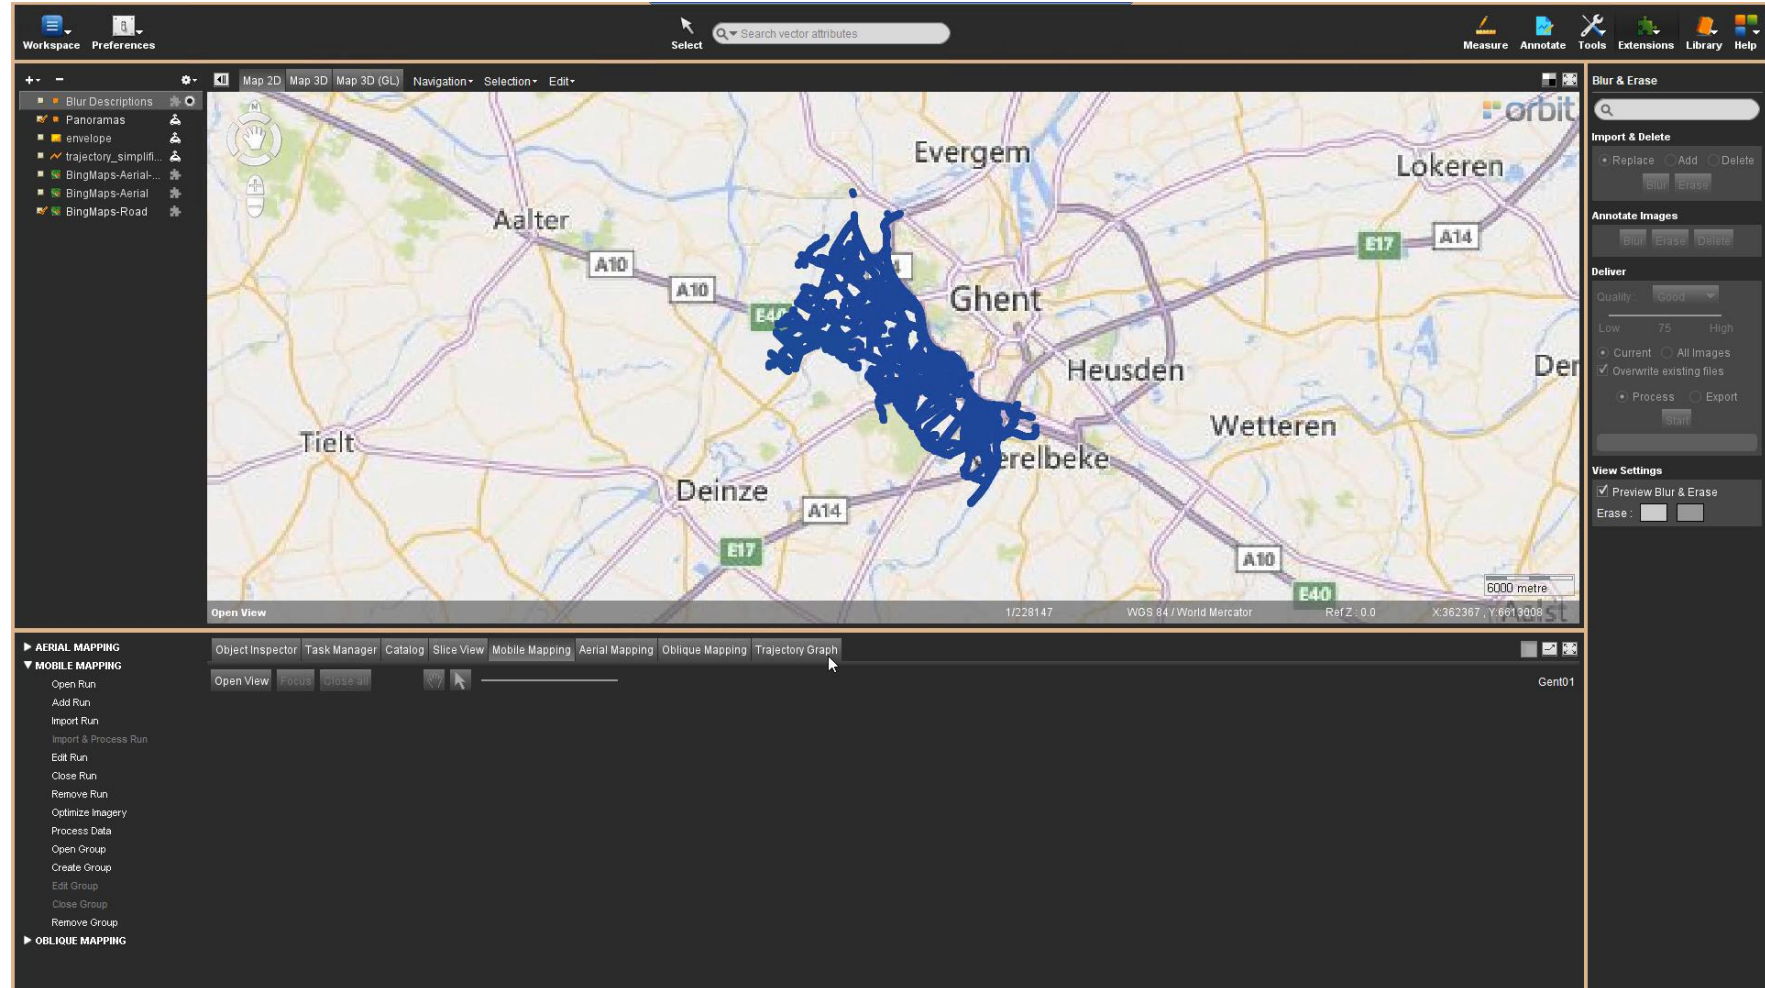 Workspace Preferences Select Search vector attributes Measure Annotate Tools Extensions Library Help
Map 2D Map 3D Map 3D (GL) Navigation Selection Edit
Blur Descriptions
Panoramas
envelope
trajectory_simplifi...
BingMaps-Aerial-...
BingMaps-Aerial
BingMaps-Road
N
orbit
Evergem
Lokeren
Aalter
E17 A14
A10
A10
Ghent
E40
Heusden
Der
Wetteren
Tielt
erelbeke
Deinze
A14
E17
A10
E40
6000 metre
Aalst
Open View 1/228147 WGS 84 / World Mercator Ref Z : 0.0 X:362367 , Y:6613008
Blur & Erase
Import & Delete
Replace Add Delete
Blur Erase
Annotate Images
Blur Erase Delete
Deliver
Quality : Good
Low 75 High
Current All Images
Overwrite existing files
Process Export
Start
View Settings
Preview Blur & Erase
Erase :
AERIAL MAPPING
MOBILE MAPPING
Open Run
Add Run
Import Run
Import & Process Run
Edit Run
Close Run
Remove Run
Optimize Imagery
Process Data
Open Group
Create Group
Edit Group
Close Group
Remove Group
OBLIQUE MAPPING
Object Inspector Task Manager Catalog Slice View Mobile Mapping Aerial Mapping Oblique Mapping Trajectory Graph
Open View Focus Close all Gent01